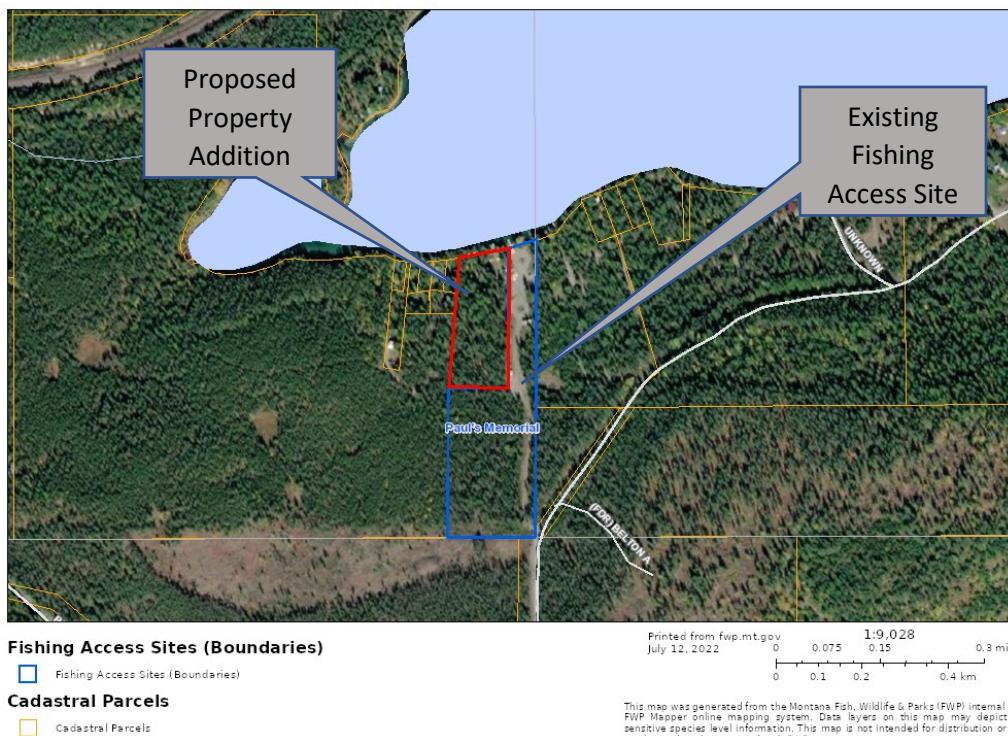 Proposed
Property
Addition
Existing
Fishing
Access Site
UNKNOWN
Paul's Memorial
(FDR) BELTON A
Fishing Access Sites (Boundaries)
Fishing Access Sites (Boundaries)
Cadastral Parcels
Cadastral Parcels
Printed from fwp.mt.gov
July 12, 2022
1:9,028
0 0.075 0.15 0.3 mi
0 0.1 0.2 0.4 km
This map was generated from the Montana Fish, Wildlife & Parks (FWP) internal
FWP Mapper online mapping system. Data layers on this map may depict
sensitive species level information. This map is not intended for distribution or